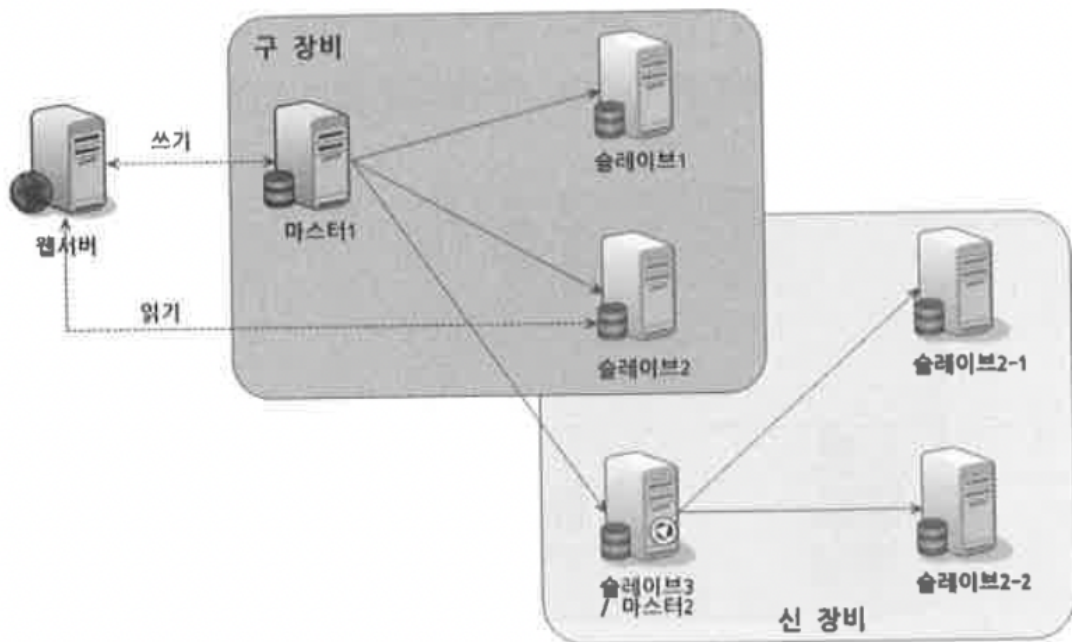 구 장비
쓰기
웹서버
마스터1
슬레이브1
읽기
슬레이브2
슬레이브2-1
슬레이브3
/ 마스터2
슬레이브2-2
신 장비